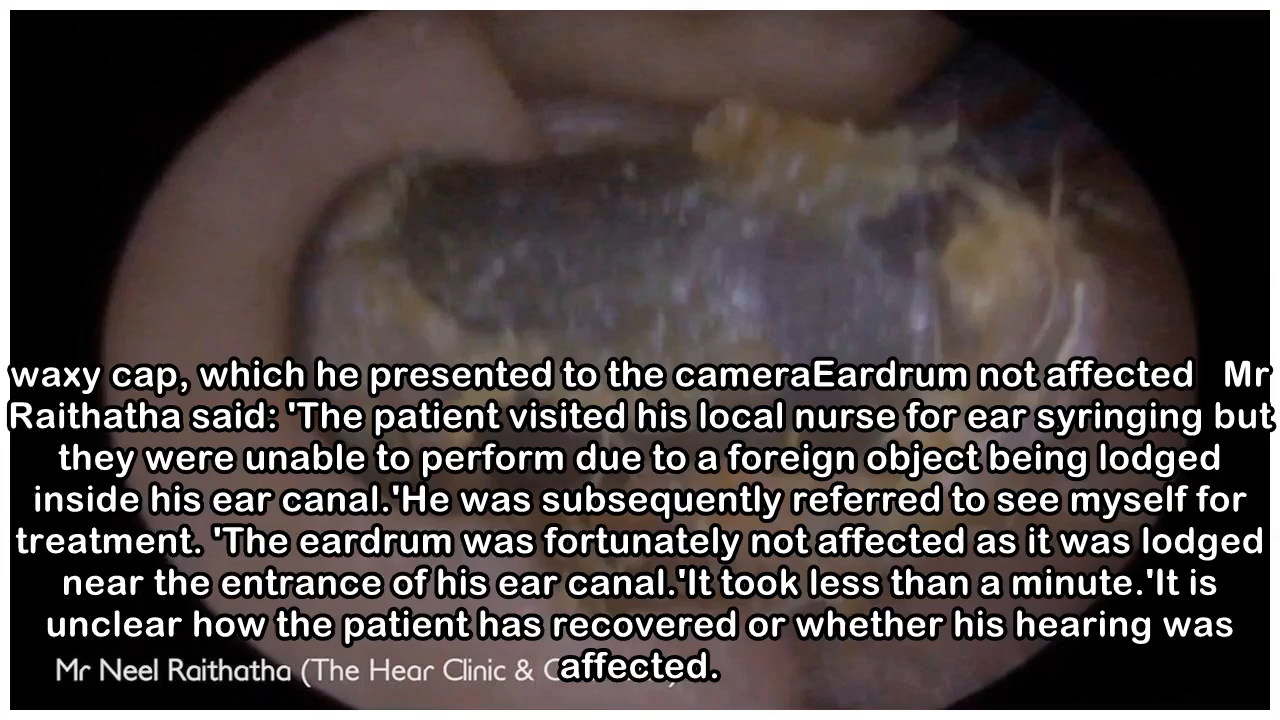 waxy cap, which he presented to the cameraEardrum not affected   Mr
Raithatha said: 'The patient visited his local nurse for ear syringing but
they were unable to perform due to a foreign object being lodged
inside his ear canal.'He was subsequently referred to see myself for
treatment. 'The eardrum was fortunately not affected as it was lodged
near the entrance of his ear canal.'It took less than a minute.'It is
unclear how the patient has recovered or whether his hearing was
affected.
Mr Neel Raithatha (The Hear Clinic &